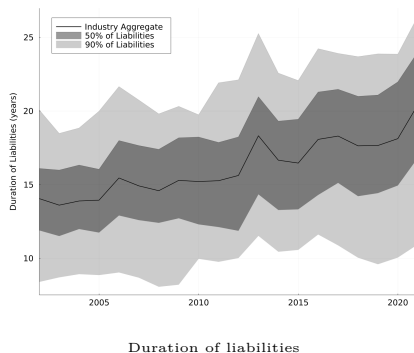 25
Industry Aggregate
50% of Liabilities
90% of Liabilities
20
Duration of Liabilities (years)
15
10
2005
2010
2015
2020
Duration of liabilities